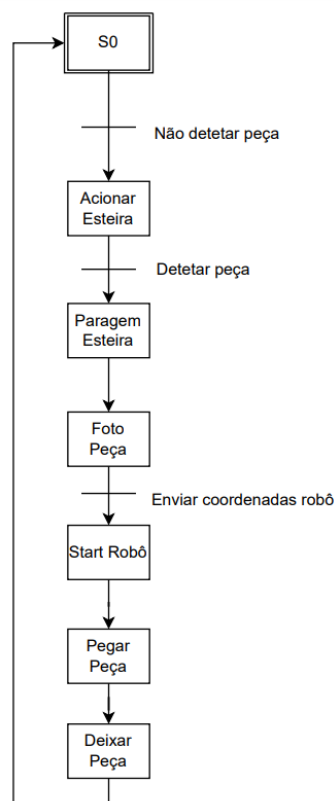 S0
Não detetar peça
Acionar
Esteira
Detetar peça
Paragem
Esteira
Foto
Peça
Enviar coordenadas robô
Start Robô
Pegar
Peça
Deixar
Peça